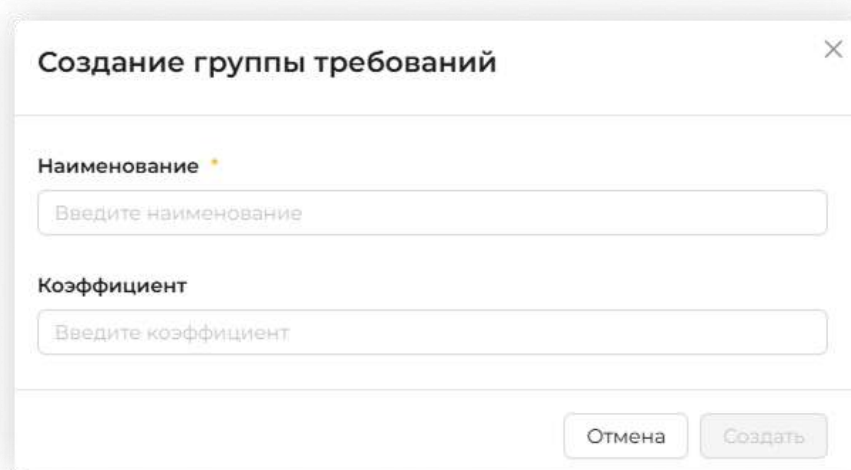 Создание группы требований
Наименование *
Введите наименование
Коэффициент
Введите коэффициент
Отмена Создать